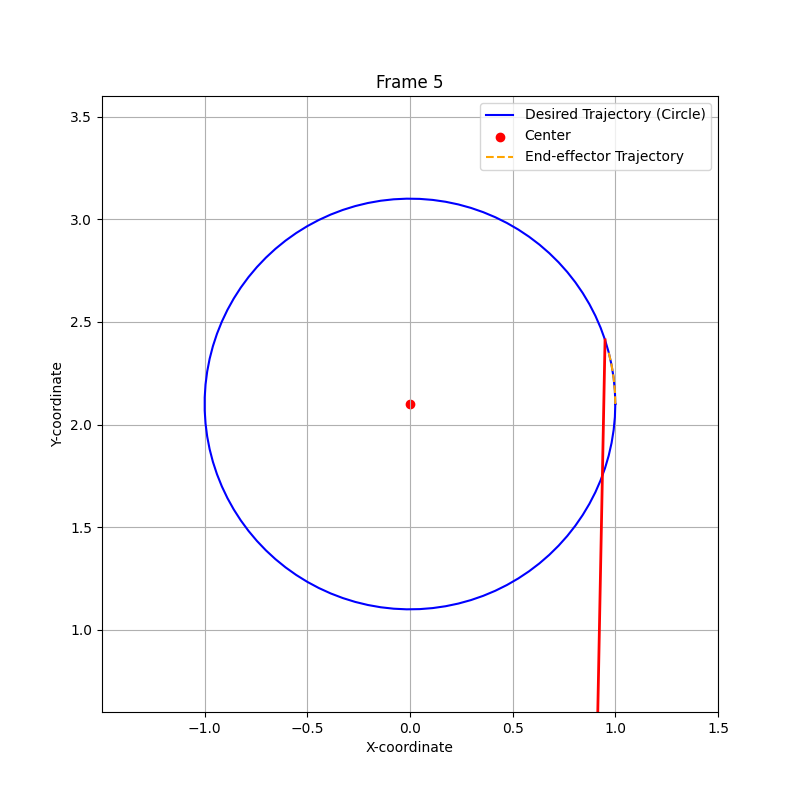 Frame 5
Desired Trajectory (Circle)
Center
End-effector Trajectory
Y-coordinate
3.5
3.0
2.5
2.0
1.5
1.0
−1.0
−0.5
0.0
0.5
1.0
1.5
X-coordinate